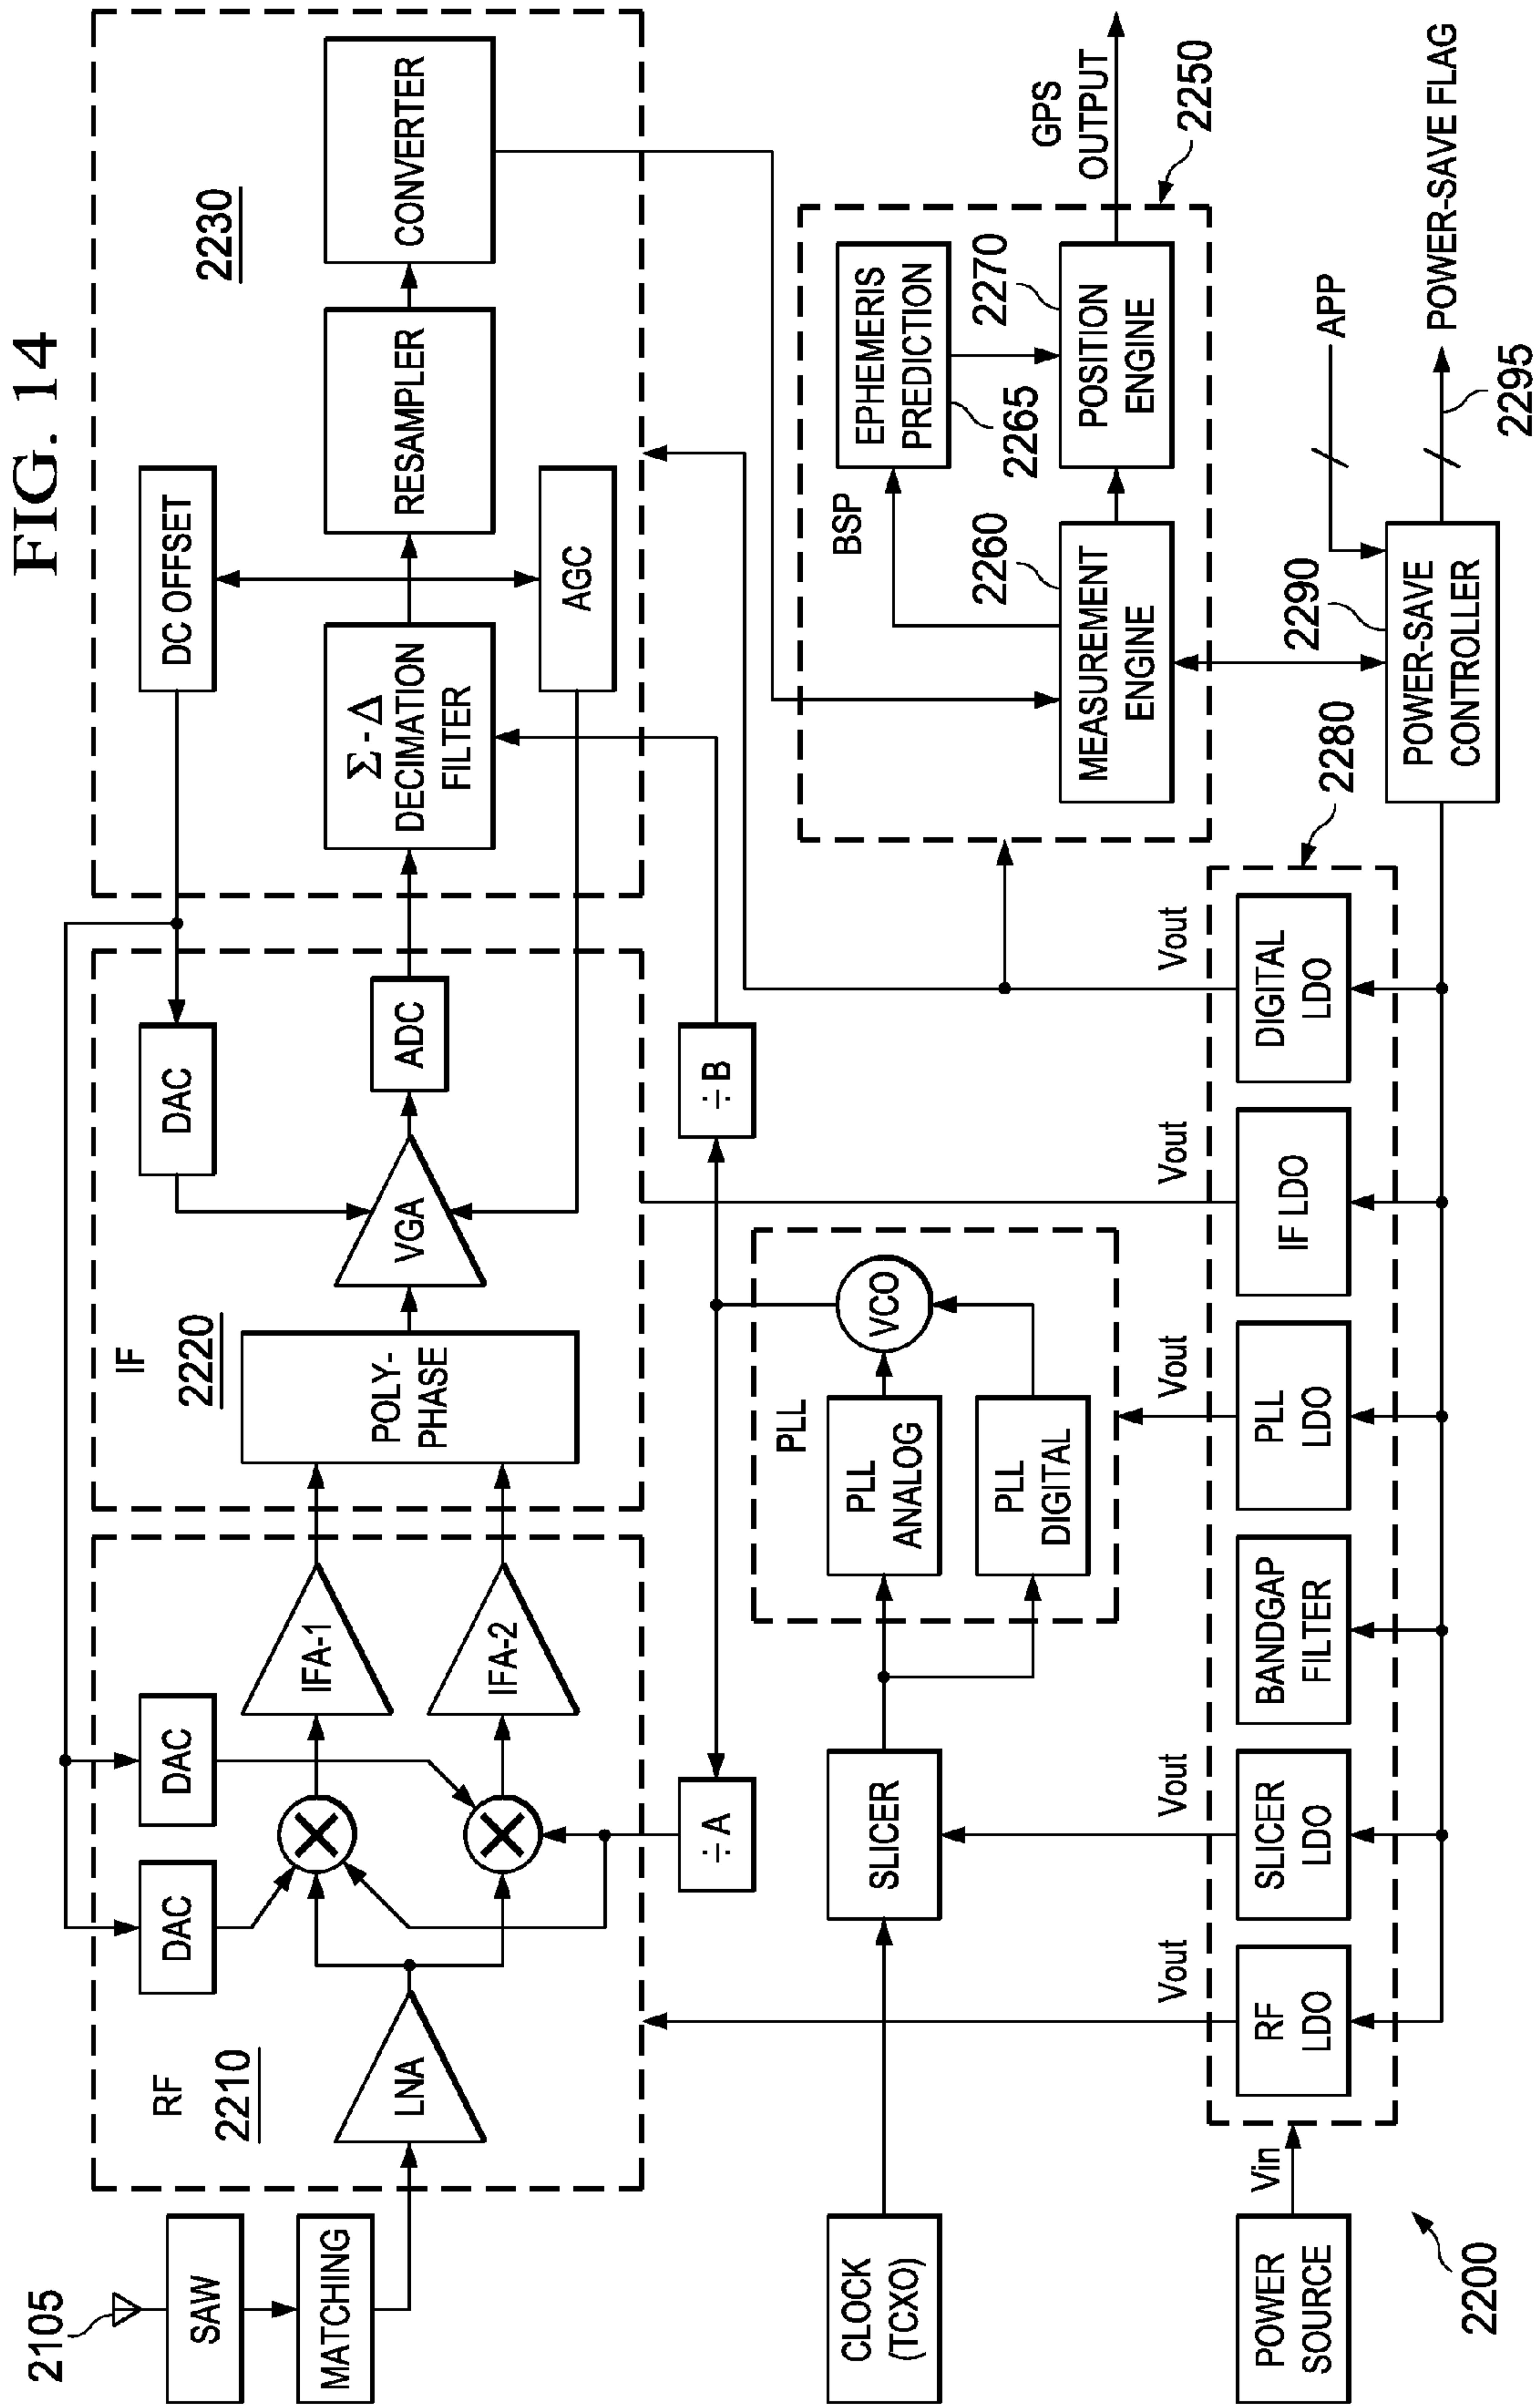 FIG. 14
2105
SAW
MATCHING
RF
2210
LNA
DAC
DAC
IFA-1
IFA-2
IF
2220
POLY-
PHASE
VGA
DAC
ADC
2230
DC OFFSET
Σ-Δ
DECIMATION
FILTER
AGC
RESAMPLER
CONVERTER
÷A
÷B
CLOCK
(TCXO)
SLICER
PLL
PLL
ANALOG
PLL
DIGITAL
VCO
BSP
EPHEMERIS
PREDICTION
2265
2260
MEASUREMENT
ENGINE
2270
POSITION
ENGINE
GPS
OUTPUT
2250
POWER
SOURCE
Vin
Vout
RF
LDO
Vout
SLICER
LDO
BANDGAP
FILTER
Vout
PLL
LDO
Vout
IF LDO
Vout
DIGITAL
LDO
2280
2290
POWER-SAVE
CONTROLLER
APP
POWER-SAVE FLAG
2295
2200